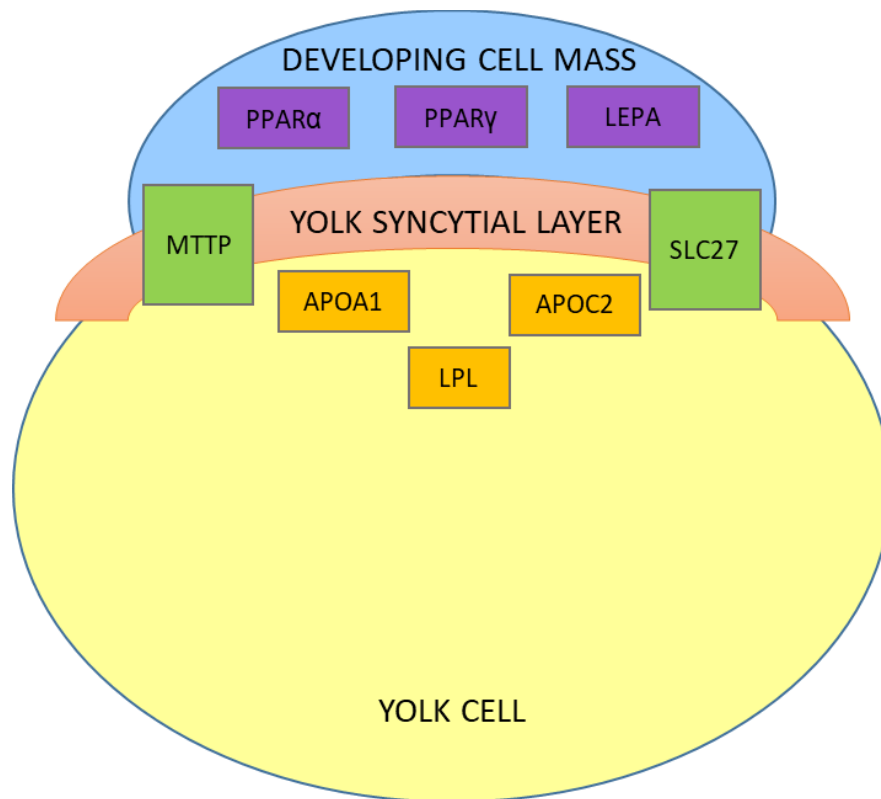 DEVELOPING CELL MASS
PPARα PPARγ LEPA
YOLK SYNCYTIAL LAYER
MTTP SLC27
APOA1 APOC2
LPL
YOLK CELL